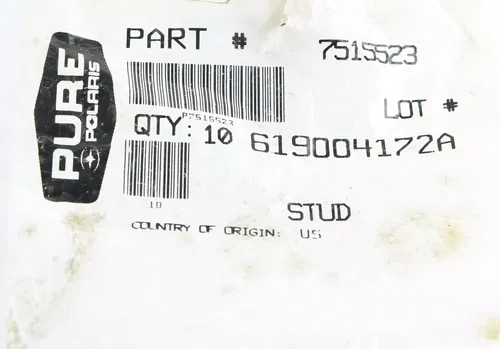 PURE
POLARIS
PART # 7515523
P7515523
LOT #
QTY: 10 619004172A
10
STUD
COUNTRY OF ORIGIN: US